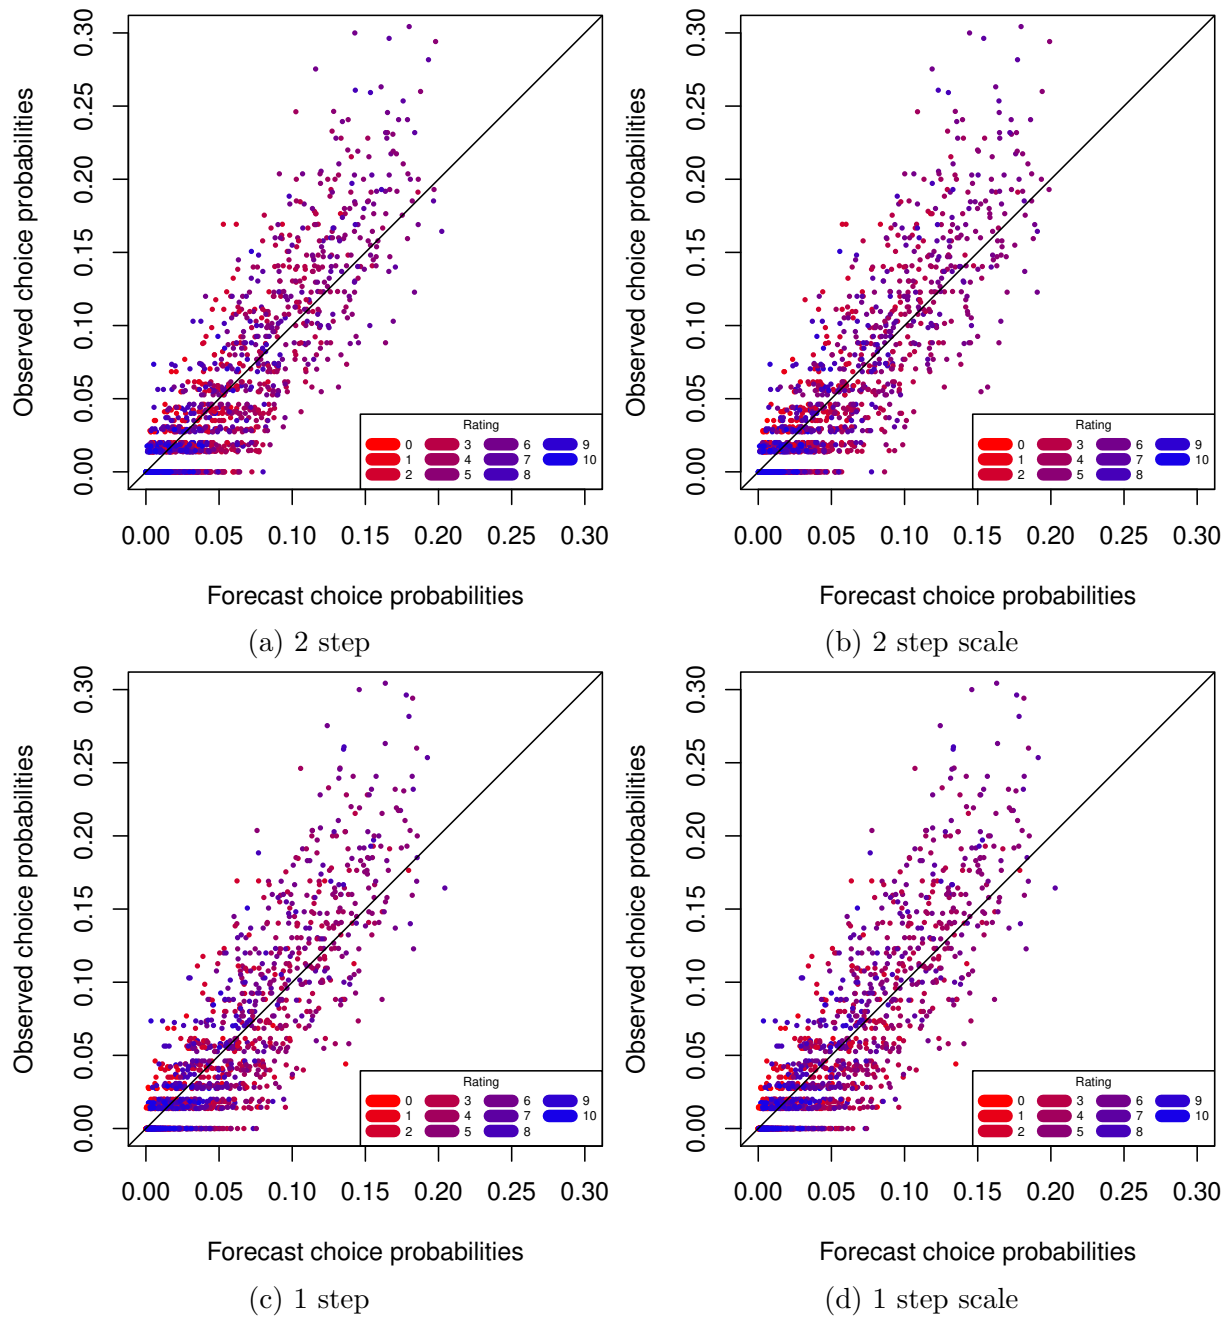 Observed choice probabilities
0.00 0.05 0.10 0.15 0.20 0.25 0.30
Rating
0 3 6 9
1 4 7 10
2 5 8
0.00 0.05 0.10 0.15 0.20 0.25 0.30
Forecast choice probabilities
(a) 2 step
Observed choice probabilities
0.00 0.05 0.10 0.15 0.20 0.25 0.30
Rating
0 3 6 9
1 4 7 10
2 5 8
0.00 0.05 0.10 0.15 0.20 0.25 0.30
Forecast choice probabilities
(b) 2 step scale
Observed choice probabilities
0.00 0.05 0.10 0.15 0.20 0.25 0.30
Rating
0 3 6 9
1 4 7 10
2 5 8
0.00 0.05 0.10 0.15 0.20 0.25 0.30
Forecast choice probabilities
(c) 1 step
Observed choice probabilities
0.00 0.05 0.10 0.15 0.20 0.25 0.30
Rating
0 3 6 9
1 4 7 10
2 5 8
0.00 0.05 0.10 0.15 0.20 0.25 0.30
Forecast choice probabilities
(d) 1 step scale